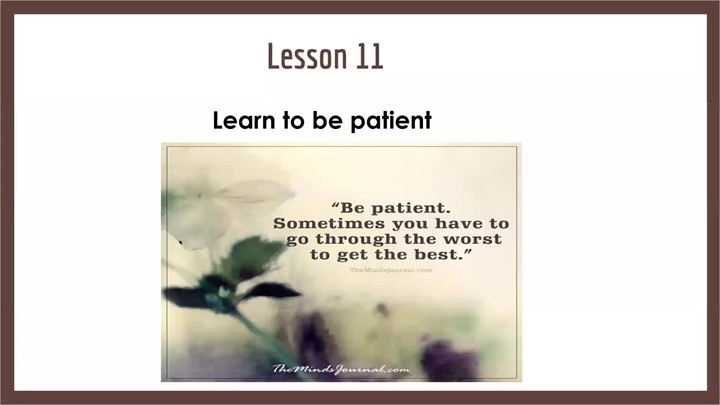 Lesson 11
Learn to be patient
“Be patient.
Sometimes you have to
go through the worst
to get the best.”
TheMindsJournal.com
TheMindsJournal.com